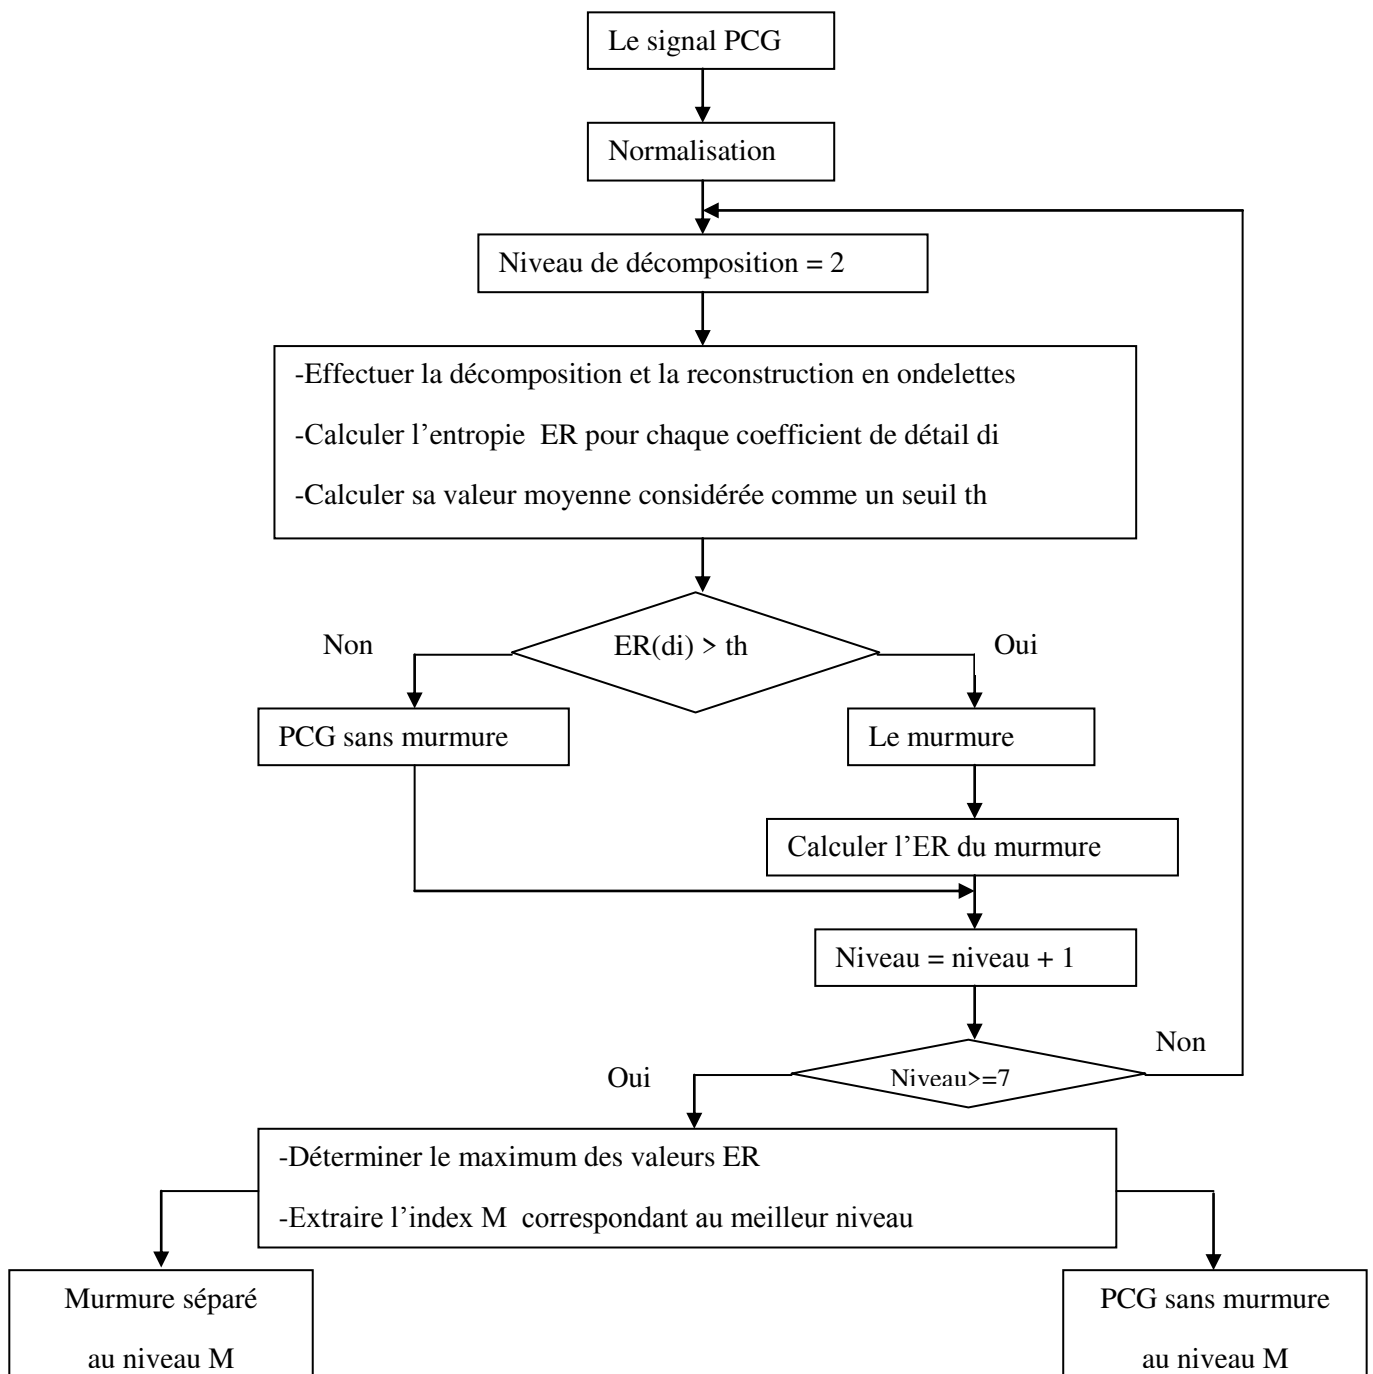 Le signal PCG
Normalisation
Niveau de décomposition = 2
-Effectuer la décomposition et la reconstruction en ondelettes
-Calculer l’entropie ER pour chaque coefficient de détail di
-Calculer sa valeur moyenne considérée comme un seuil th
Non
ER(di) > th
Oui
PCG sans murmure
Le murmure
Calculer l’ER du murmure
Niveau = niveau + 1
Non
Oui
Niveau>=7
-Déterminer le maximum des valeurs ER
-Extraire l’index M correspondant au meilleur niveau
Murmure séparé
au niveau M
PCG sans murmure
au niveau M